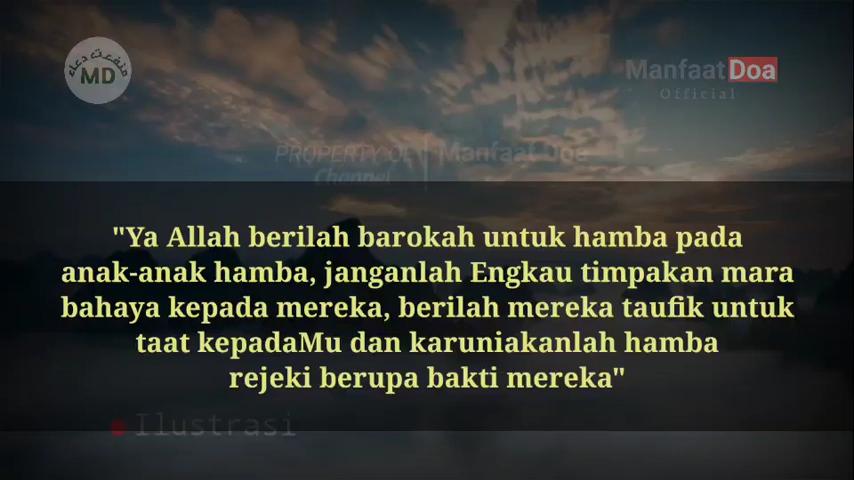 منفعت دعاء
MD
ManfaatDoa
Official
PROPERTY OF
Channel
Manfaat Doa
"Ya Allah berilah barokah untuk hamba pada
anak-anak hamba, janganlah Engkau timpakan mara
bahaya kepada mereka, berilah mereka taufik untuk
taat kepadaMu dan karuniakanlah hamba
rejeki berupa bakti mereka"
Ilustrasi